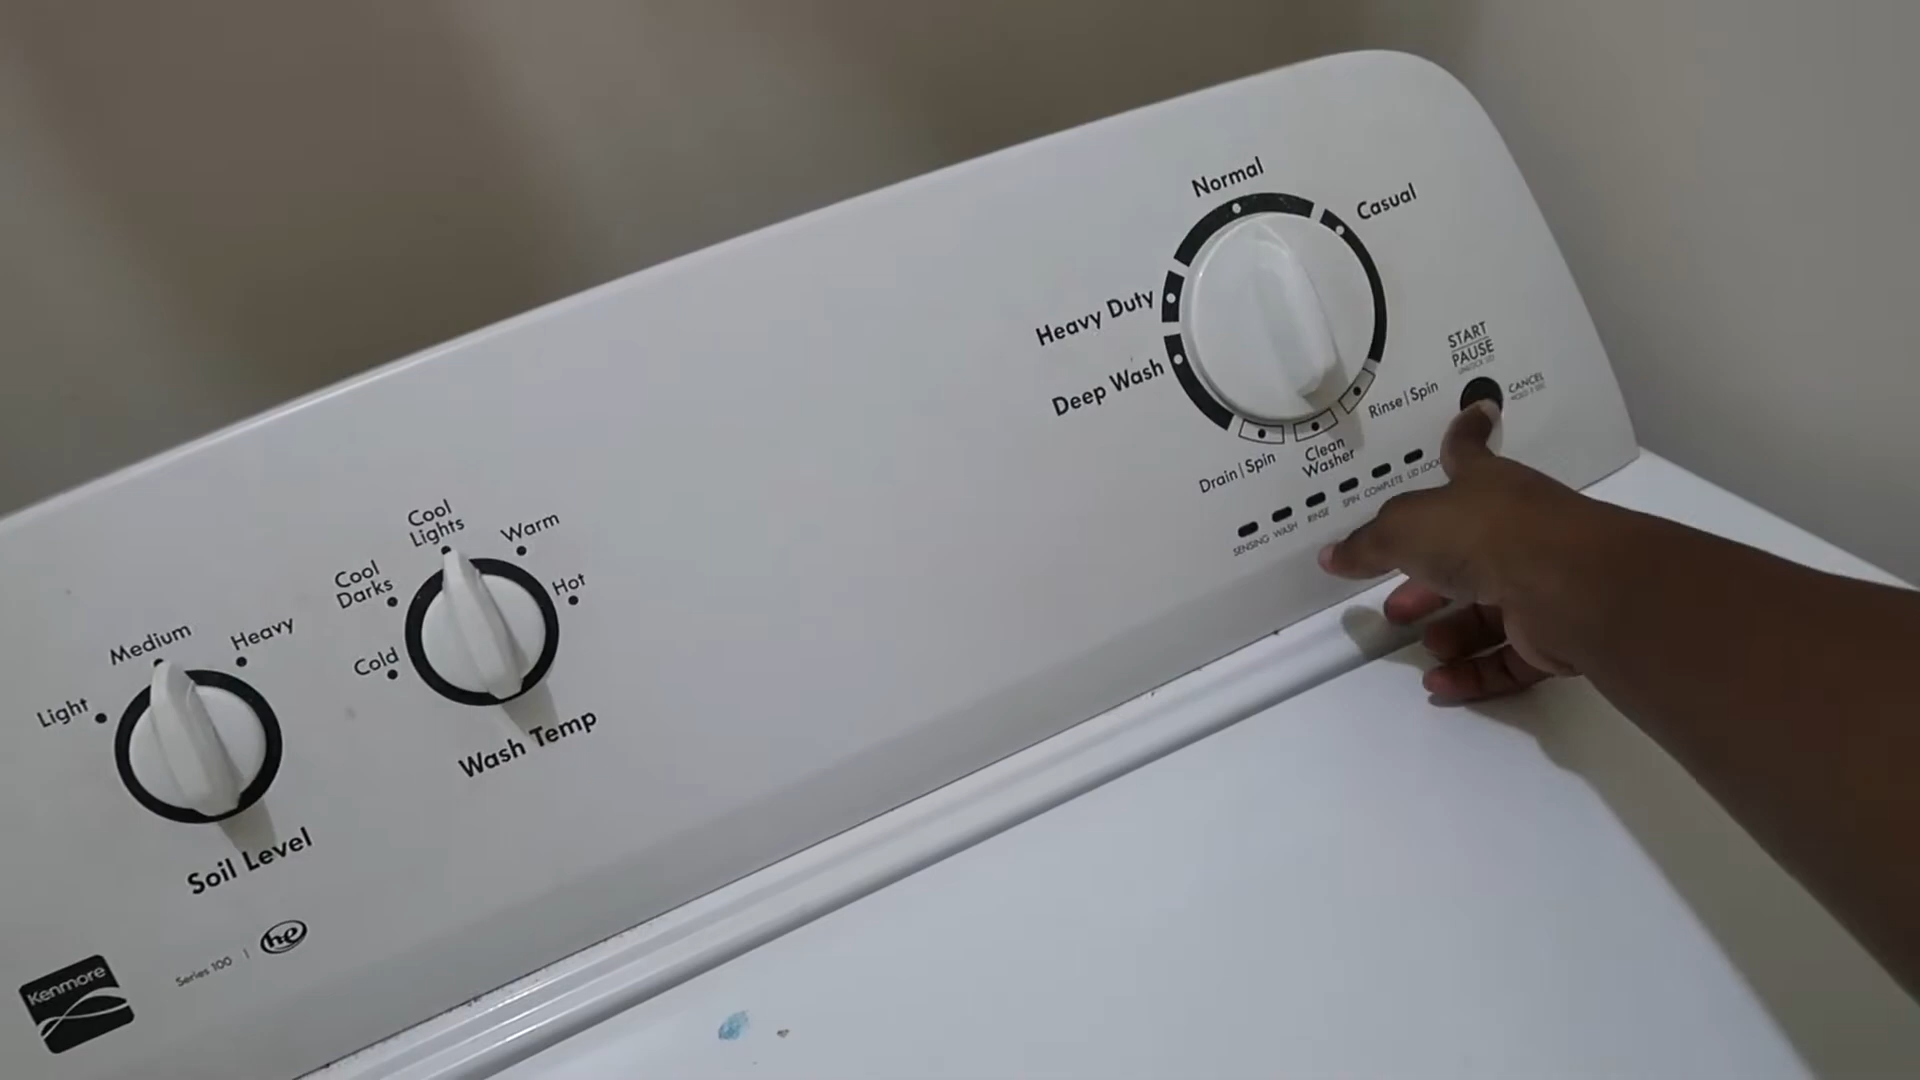 Normal
Casual
Heavy Duty
Deep Wash
Drain|Spin
Clean
Washer
Rinse|Spin
START
PAUSE
CANCEL
SENSING
WASH
RINSE
SPIN
COMPLETE
LID LOCK
Cool
Lights
Warm
Cool
Darks
Hot
Cold
Wash Temp
Medium
Heavy
Light
Soil Level
Kenmore
Series 100 | he